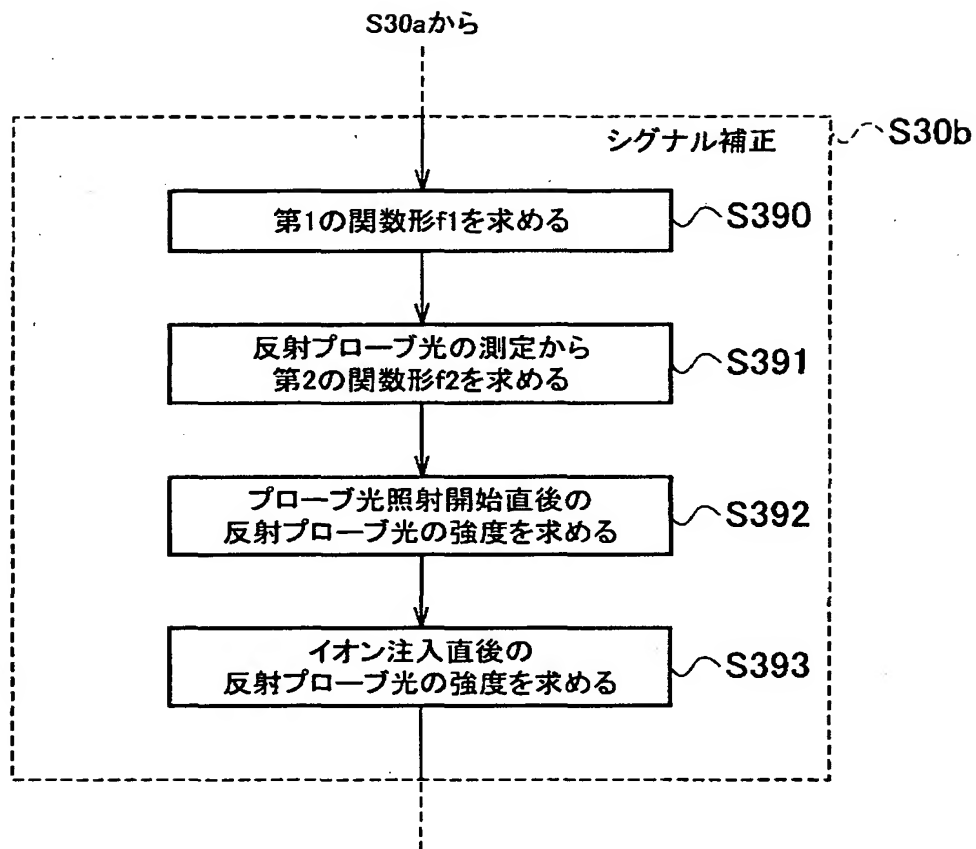 S30aから
シグナル補正
S30b
第1の関数形f1を求める
S390
反射プローブ光の測定から
第2の関数形f2を求める
S391
プローブ光照射開始直後の
反射プローブ光の強度を求める
S392
イオン注入直後の
反射プローブ光の強度を求める
S393